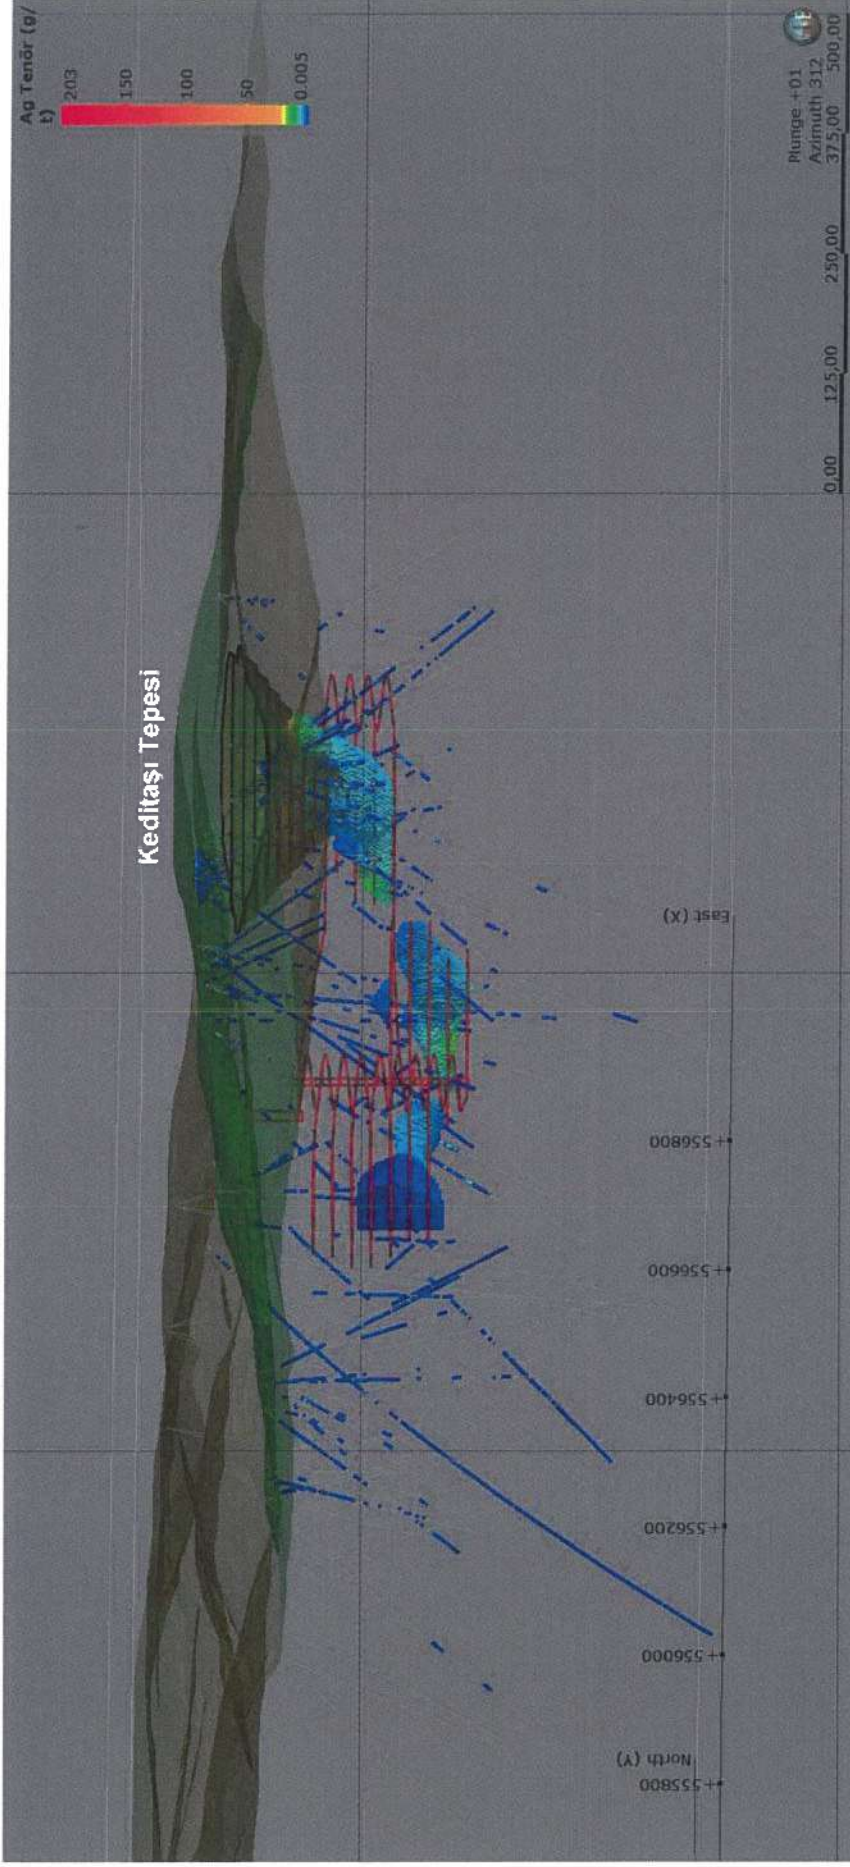 Ag Tenör (g/
t)
203
150
100
50
0.005
Keditaşı Tepesi
East (X)
+556800
+556600
+556400
+556200
+556000
North (Y)
+555800
Plunge +01
Azimuth 312
0,00
125,00
250,00
375,00
500,00